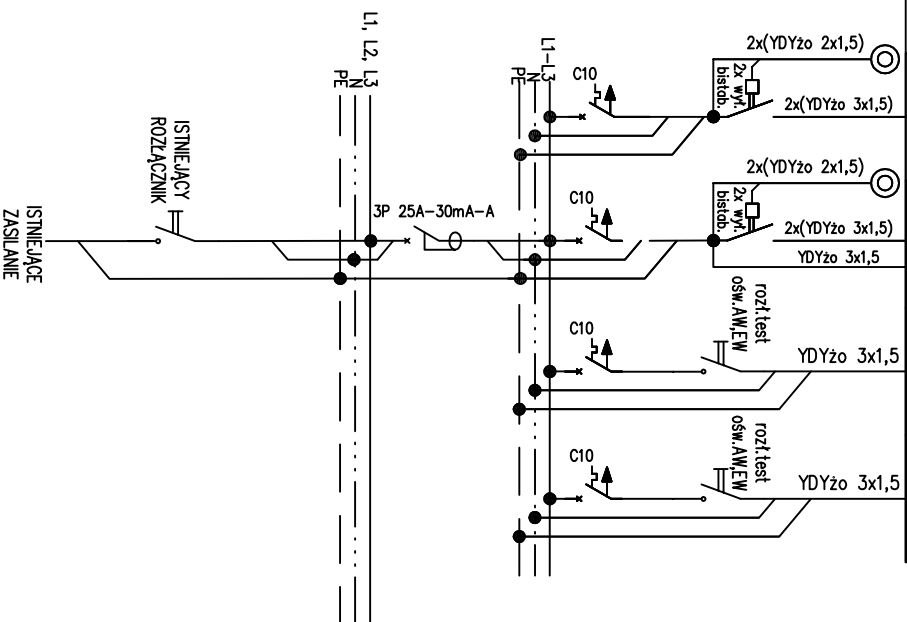 2x(YDYżo 2x1,5)
2x wył.
bistab.
C10
2x(YDYżo 3x1,5)
L1-L3
N
PE
L1, L2, L3
N
PE
2x(YDYżo 2x1,5)
2x wył.
bistab.
C10
2x(YDYżo 3x1,5)
YDYżo 3x1,5
3P 25A-30mA-A
ISTNIEJĄCY
ROZŁĄCZNIK
ISTNIEJĄCE
ZASILANIE
rozł.test
ośw.AW,EW
C10
YDYżo 3x1,5
rozł.test
ośw.AW,EW
C10
YDYżo 3x1,5